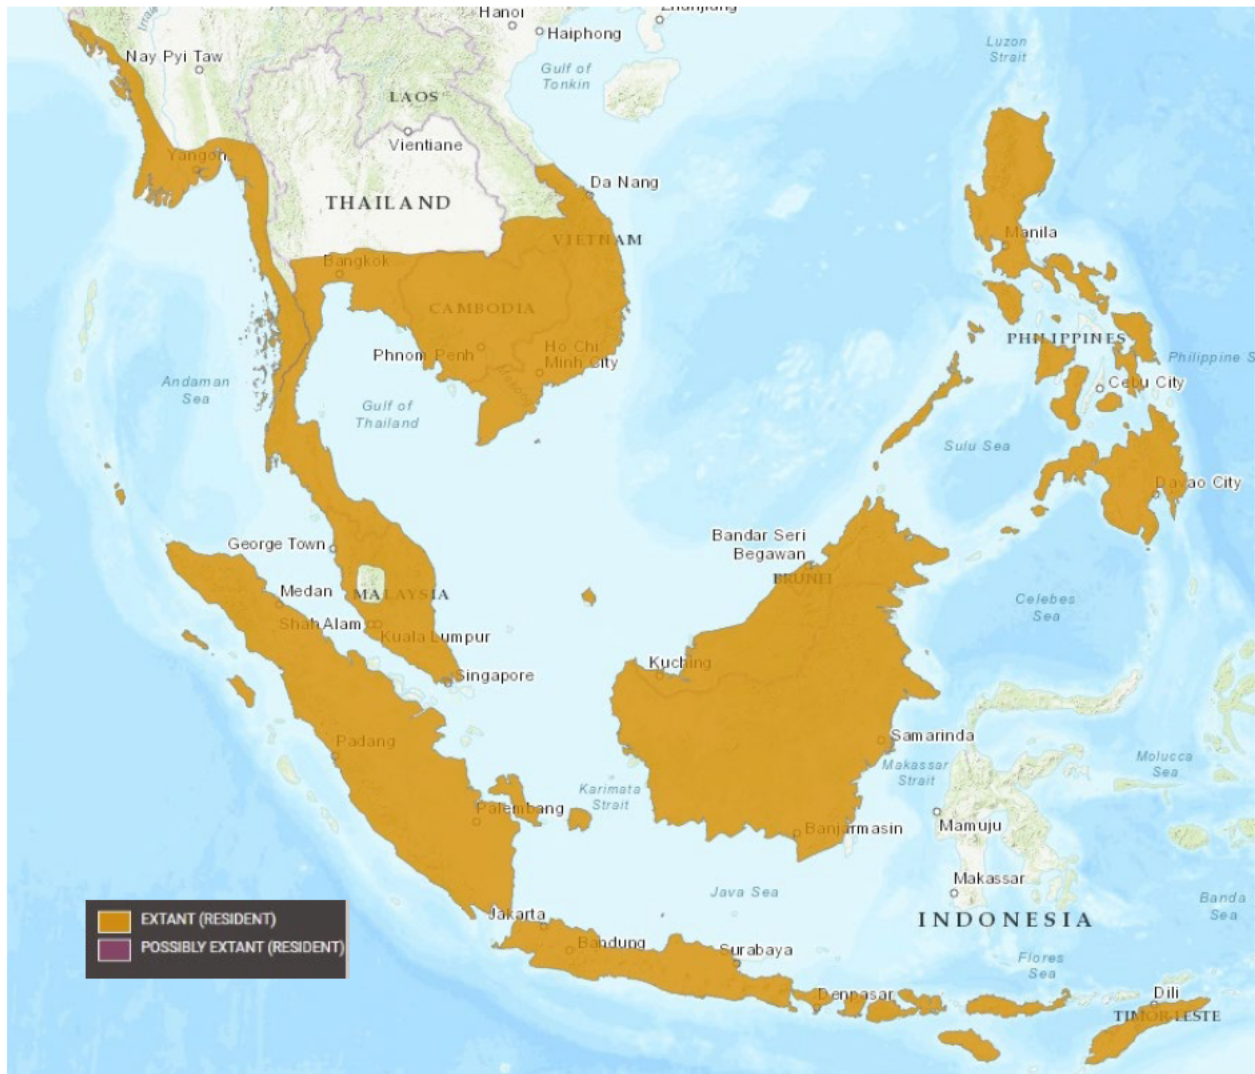 Hanoi
Haiphong
Nay Pyi Taw
Luzon
Strait
Gulf of
Tonkin
LAOS
Vientiane
Yangon
THAILAND
Da Nang
VIETNAM
Manila
Bangkok
CAMBODIA
Phnom Penh
Ho Chi
Minh City
Mekong
PHILIPPINES
Philippine S
Andaman
Sea
Gulf of
Thailand
Cebu City
Sulu Sea
Davao City
George Town
Bandar Seri
Begawan
BRUNEI
Medan
MALAYSIA
Shah Alam
Kuala Lumpur
Celebes
Sea
Singapore
Kuching
Padang
Samarinda
Makassar
Strait
Molucca
Sea
Karimata
Strait
Palembang
Banjarmasin
Mamuju
Makassar
Java Sea
Banda
Sea
Jakarta
INDONESIA
Bandung
Surabaya
Flores
Sea
Denpasar
Dili
TIMOR-LESTE
EXTANT (RESIDENT)
POSSIBLY EXTANT (RESIDENT)